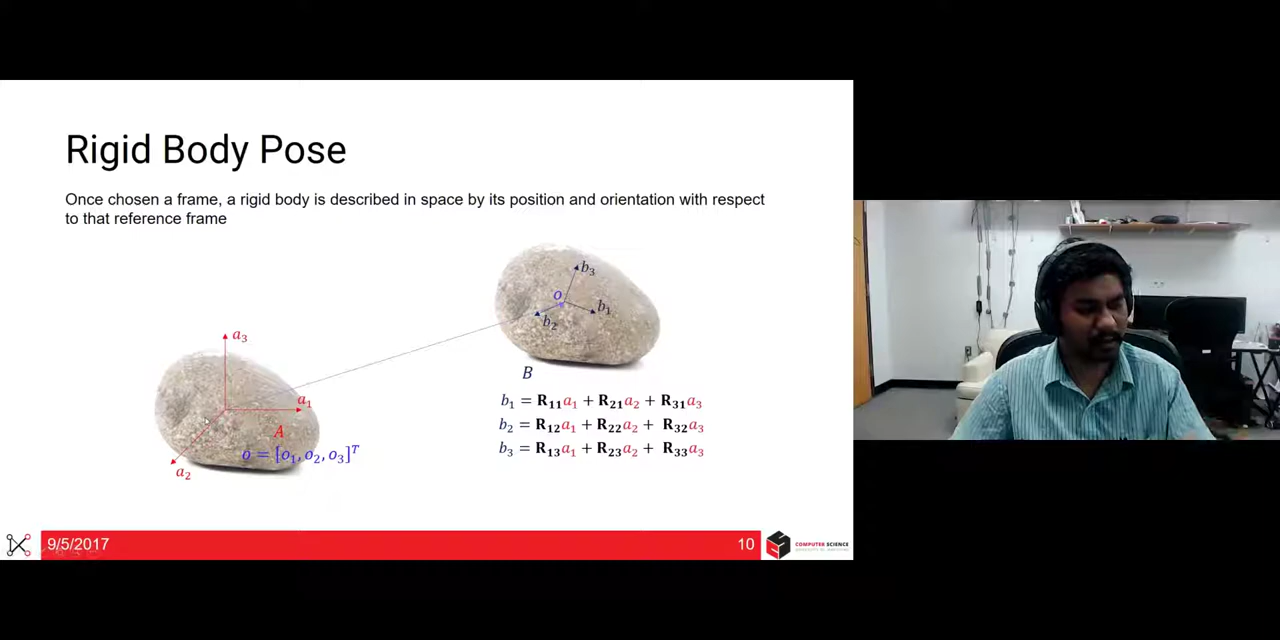 Rigid Body Pose
Once chosen a frame, a rigid body is described in space by its position and orientation with respect
to that reference frame
b₃
o
b₁
b₂
B
a₃
a₁
A
o = [o₁, o₂, o₃]ᵀ
a₂
b₁ = R₁₁a₁ + R₂₁a₂ + R₃₁a₃
b₂ = R₁₂a₁ + R₂₂a₂ + R₃₂a₃
b₃ = R₁₃a₁ + R₂₃a₂ + R₃₃a₃
9/5/2017
10
COMPUTER SCIENCE